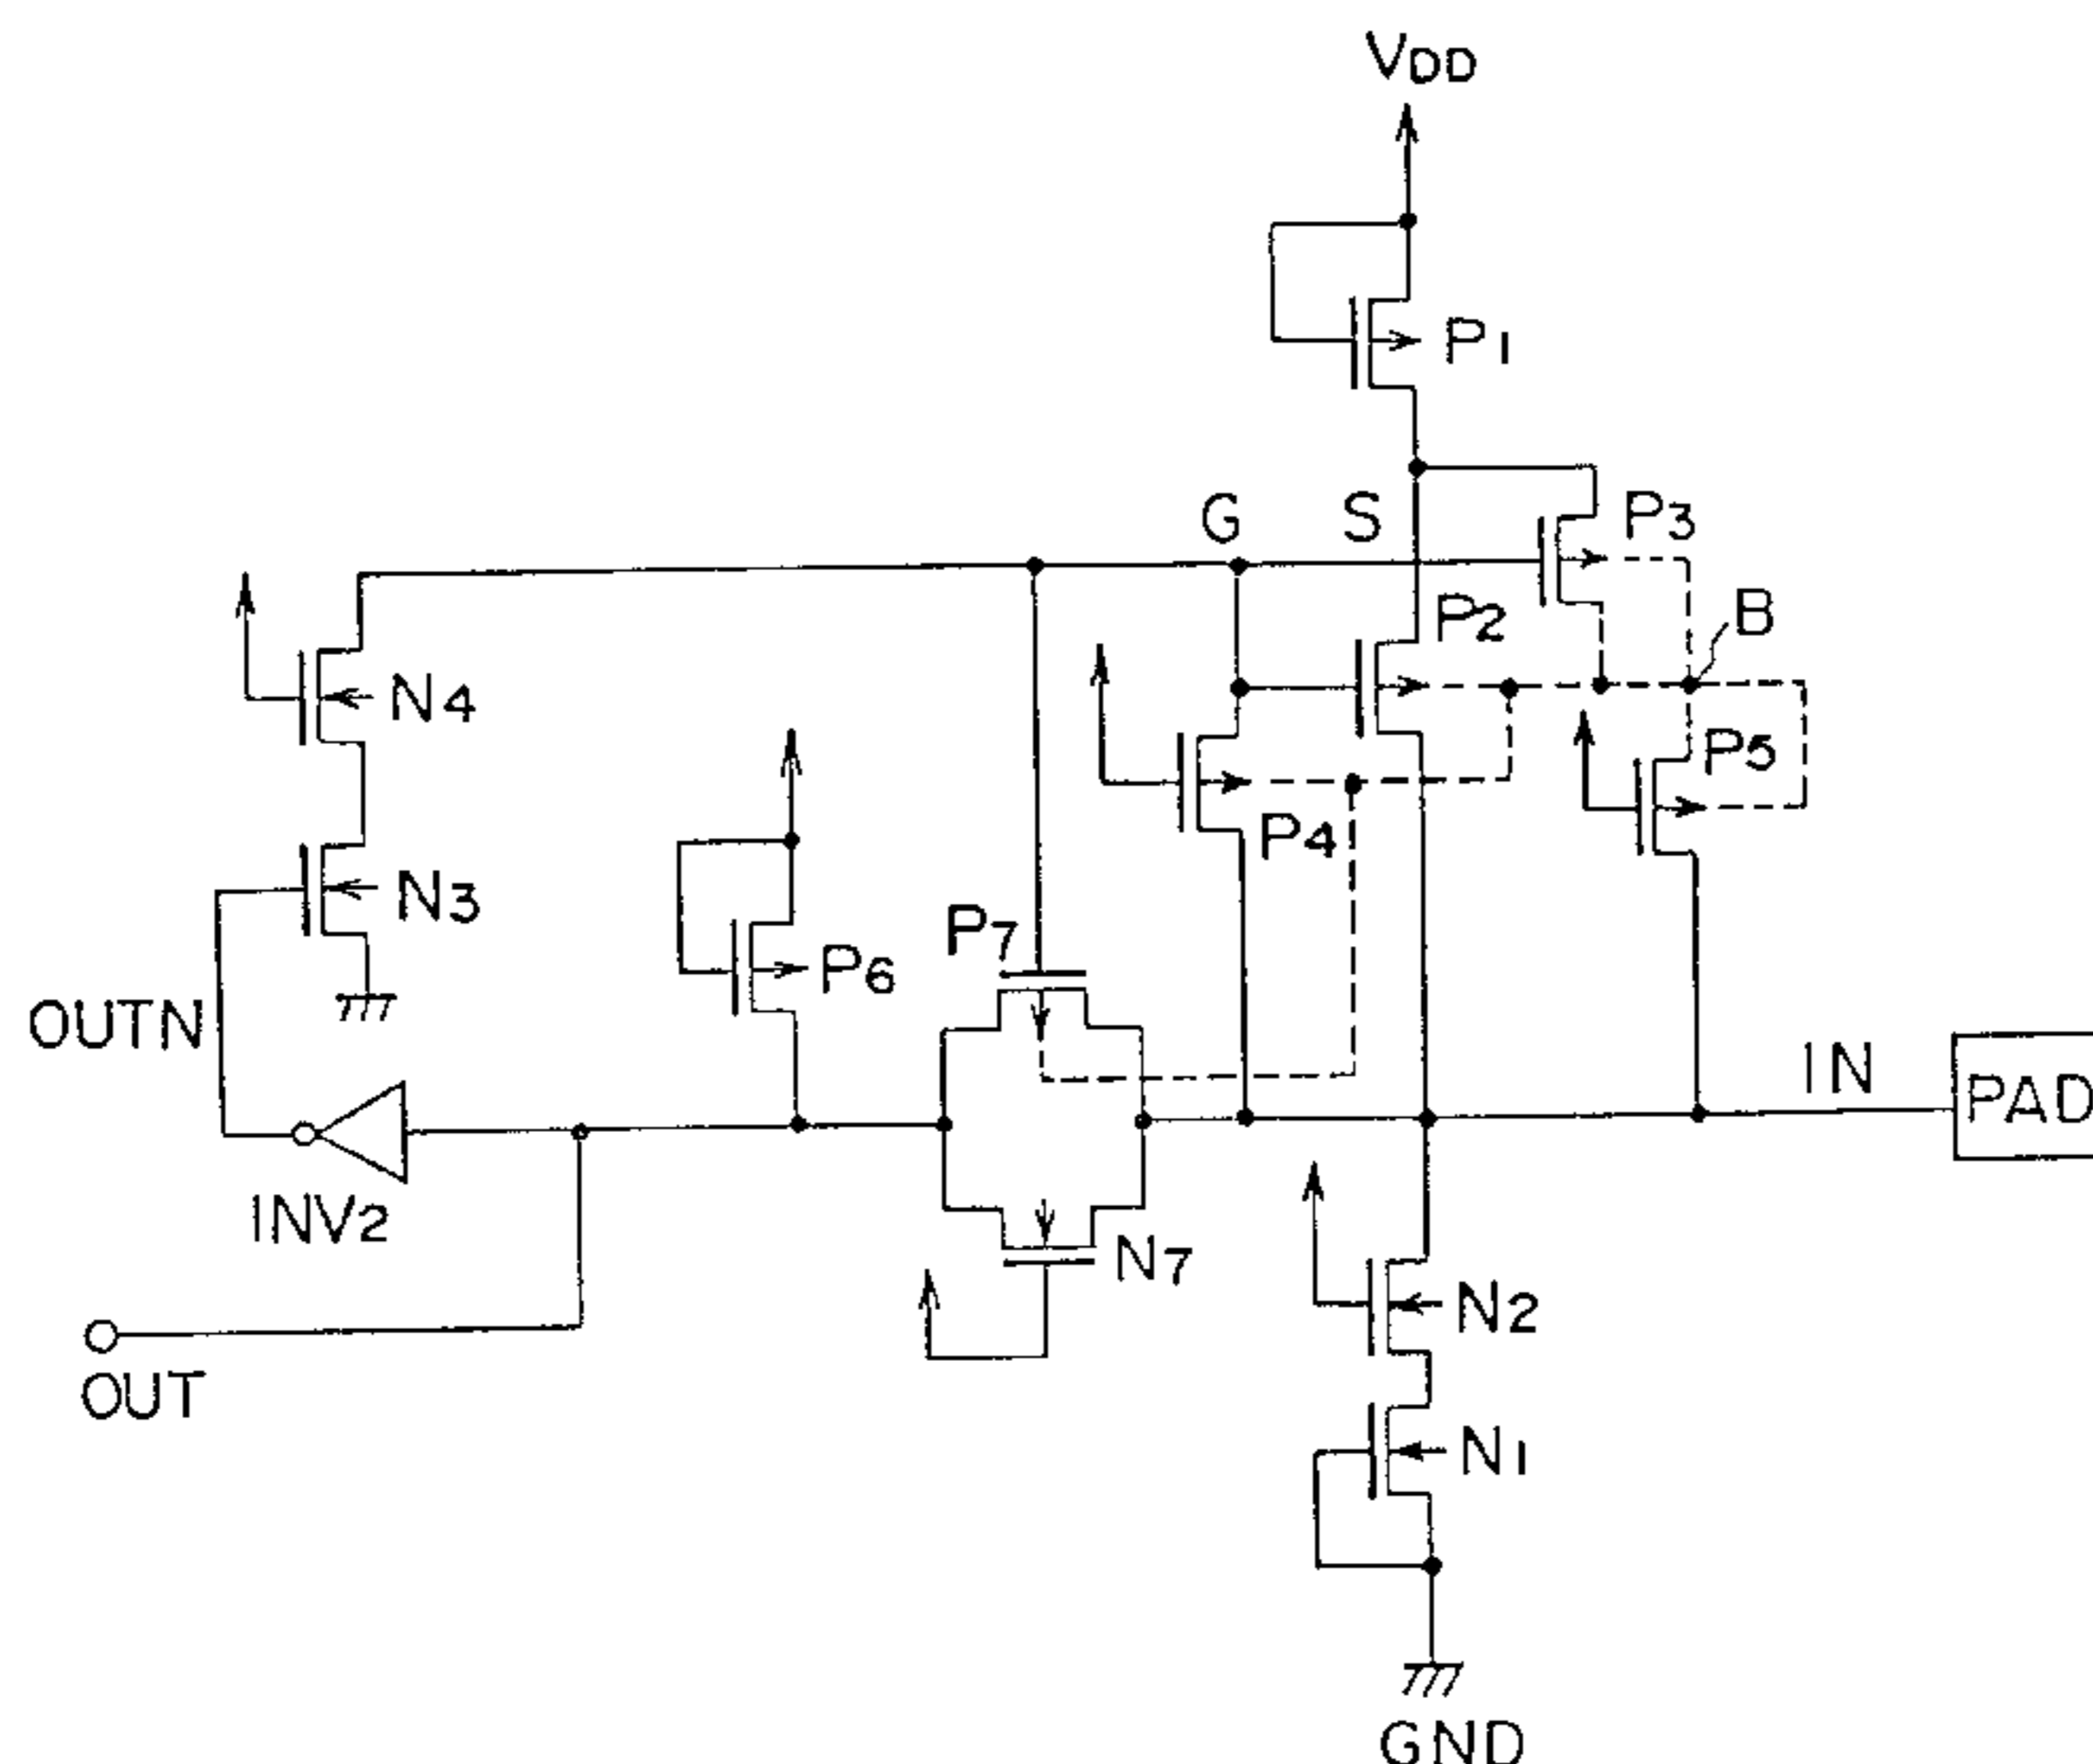 VDD
P1
G
S
P3
P2
B
N4
P5
P4
N3
P7
P6
OUTN
IN
PAD
INV2
N7
N2
OUT
N1
GND